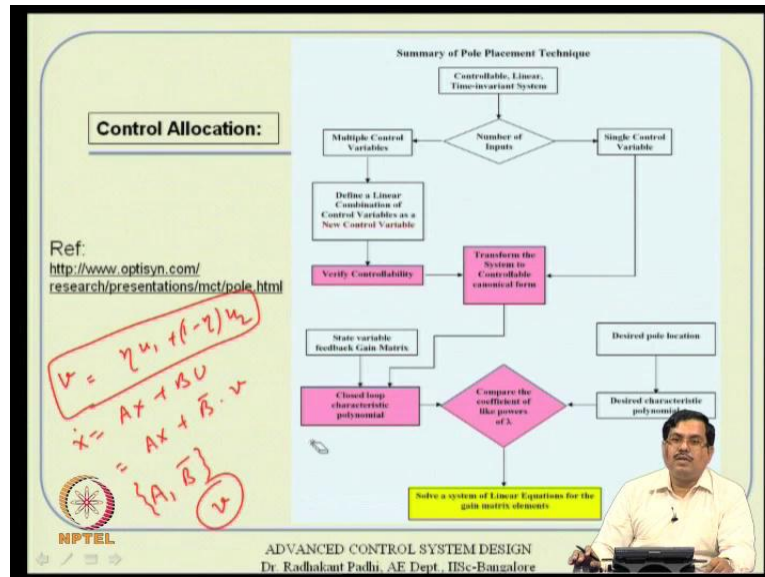 Summary of Pole Placement Technique
Controllable, Linear,
Time-invariant System
Control Allocation:
Multiple Control
Variables
Number of
Inputs
Single Control
Variable
Define a Linear
Combination of
Control Variables as a
New Control Variable
Ref:
http://www.optisyn.com/
research/presentations/mct/pole.html
Verify Controllability
Transform the
System to
Controllable
canonical form
State variable
feedback Gain Matrix
Desired pole location
Closed loop
characteristic
polynomial
Compare the
coefficient of
like powers
of λ
Desired characteristic
Solve a system of Linear Equations for the
gain matrix elements
v = η u₁ + (1-η) u₂
ẋ = AX + BU
= AX + B̄ · v
{A, B̄}
v
NPTEL
ADVANCED CONTROL SYSTEM DESIGN
Dr. Radhakant Padhi, AE Dept., IISc-Bangalore